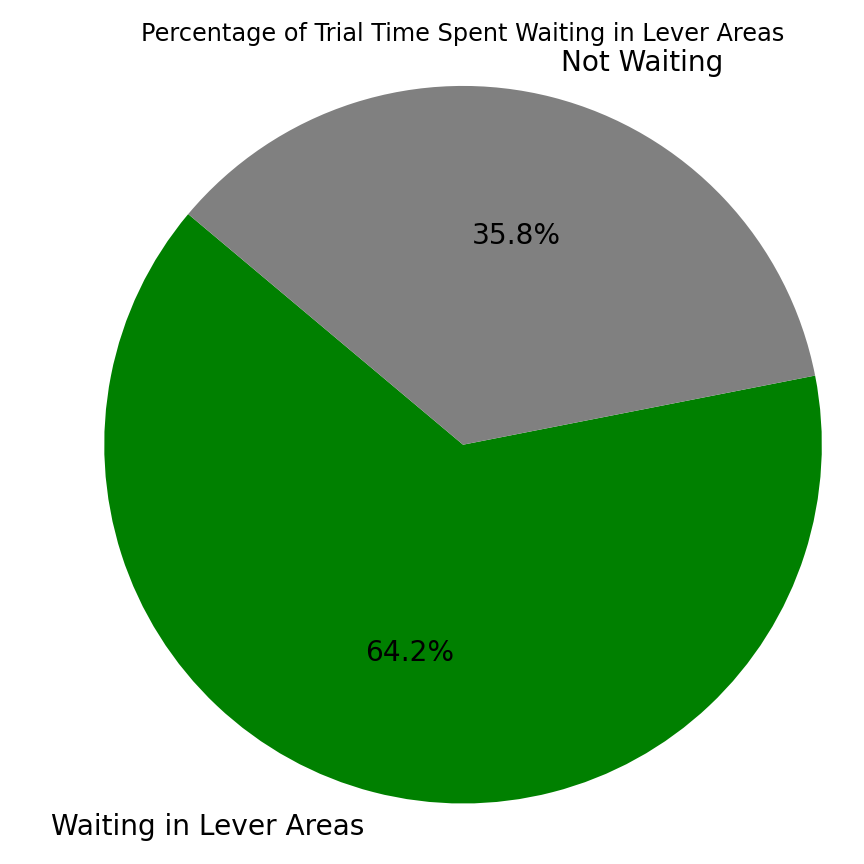 Percentage of Trial Time Spent Waiting in Lever Areas
Not Waiting
35.8%
64.2%
Waiting in Lever Areas